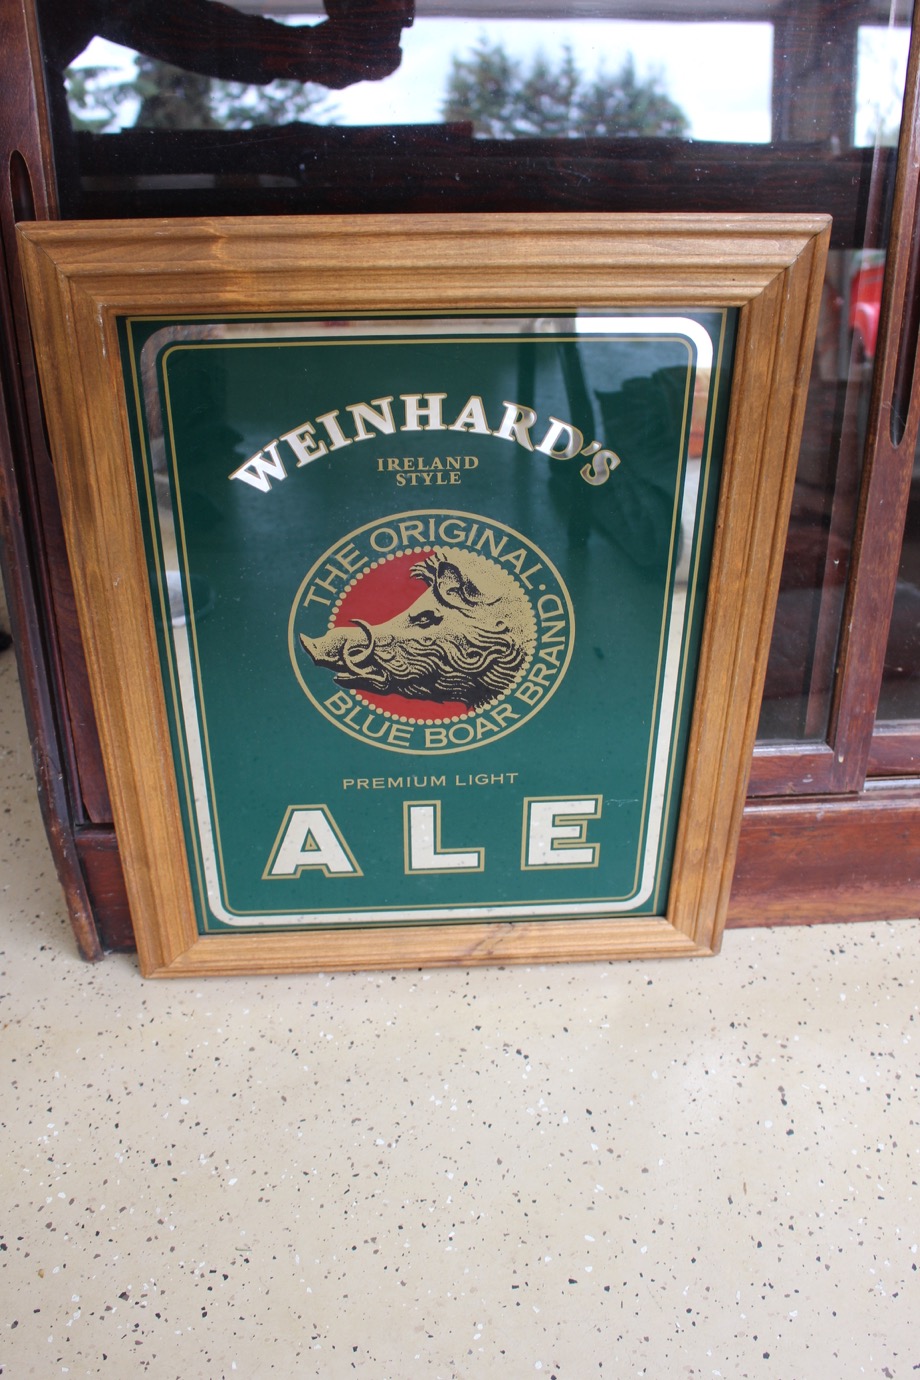 WEINHARD'S
IRELAND
STYLE
THE ORIGINAL ·
BLUE BOAR BRAND
PREMIUM LIGHT
ALE